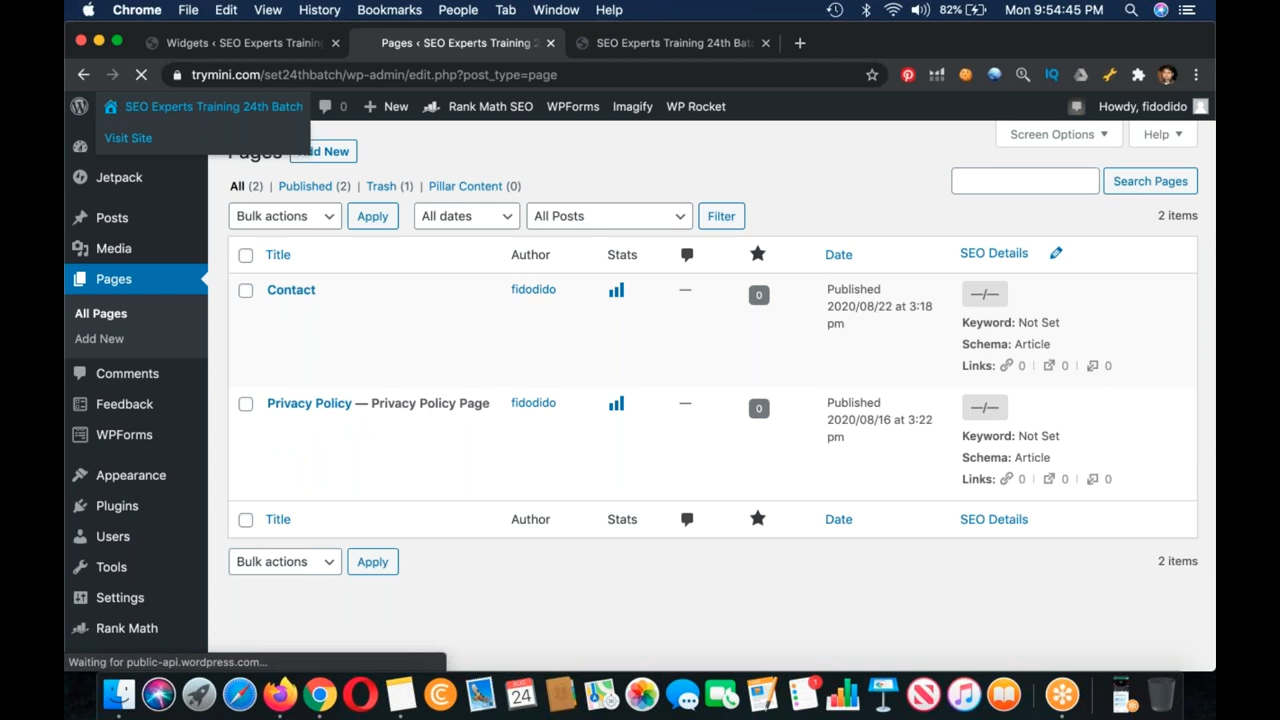 Chrome File Edit View History Bookmarks People Tab Window Help 82% Mon 9:54:45 PM
Widgets ‹ SEO Experts Training
Pages ‹ SEO Experts Training 2
SEO Experts Training 24th Bat
trymini.com/set24thbatch/wp-admin/edit.php?post_type=page
IQ
SEO Experts Training 24th Batch 0 New Rank Math SEO WPForms Imagify WP Rocket Howdy, fidodido
Visit Site
Screen Options Help
Jetpack
Posts
Media
Pages
All Pages
Add New
Comments
Feedback
WPForms
Appearance
Plugins
Users
Tools
Settings
Rank Math
Pages Add New
All (2) | Published (2) | Trash (1) | Pillar Content (0)
Search Pages
Bulk actions Apply All dates All Posts Filter 2 items
Title Author Stats Date SEO Details
Contact fidodido — 0 Published
2020/08/22 at 3:18
pm
—/—
Keyword: Not Set
Schema: Article
Links: 0 | 0 | 0
Privacy Policy — Privacy Policy Page fidodido — 0 Published
2020/08/16 at 3:22
pm
—/—
Keyword: Not Set
Schema: Article
Links: 0 | 0 | 0
Title Author Stats Date SEO Details
Bulk actions Apply 2 items
Waiting for public-api.wordpress.com...
AUG
24
1